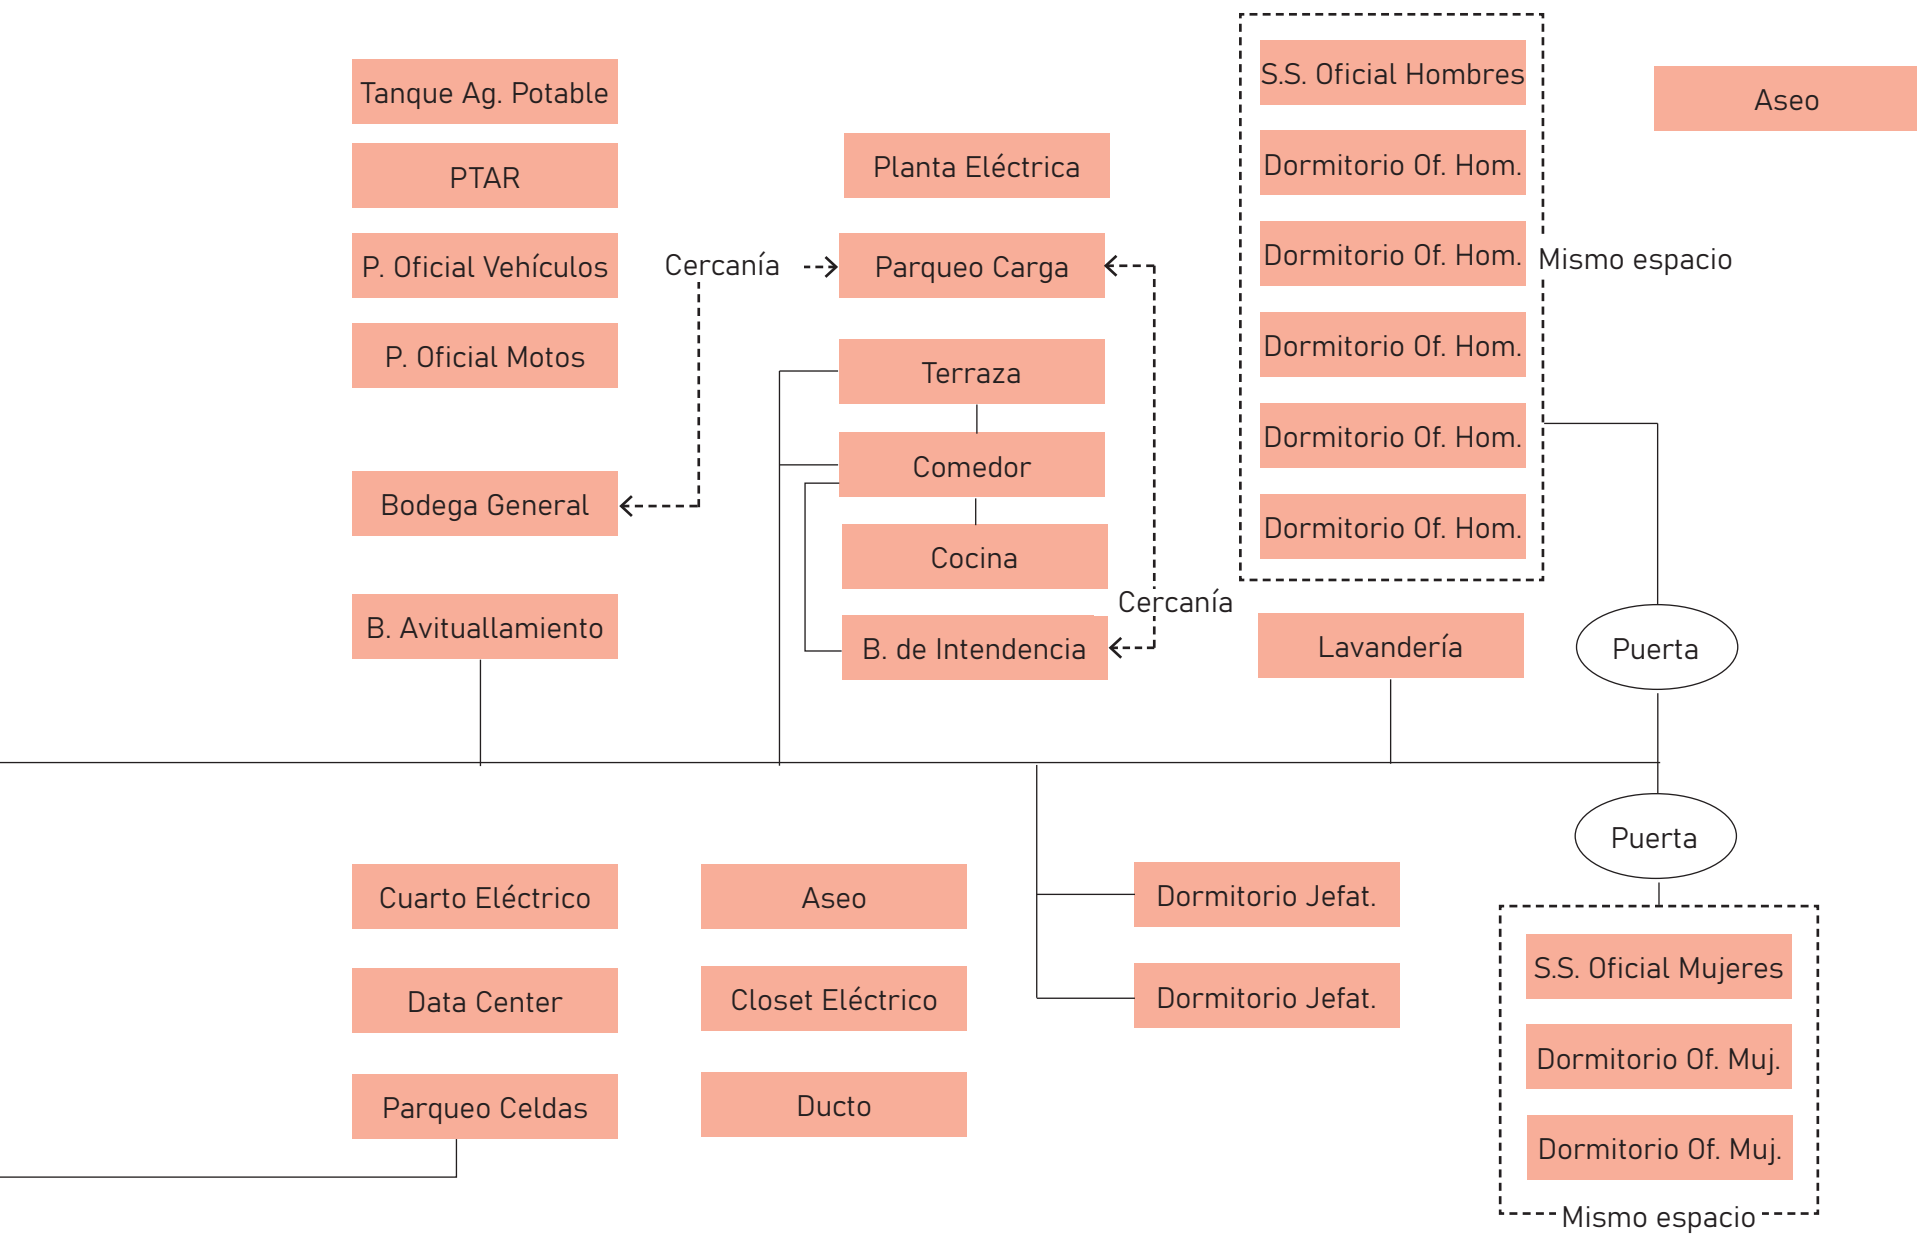 Tanque Ag. Potable
PTAR
P. Oficial Vehículos
P. Oficial Motos
Bodega General
B. Avituallamiento
Cercanía
Planta Eléctrica
Parqueo Carga
Terraza
Comedor
Cocina
B. de Intendencia
Cercanía
S.S. Oficial Hombres
Dormitorio Of. Hom.
Dormitorio Of. Hom.
Dormitorio Of. Hom.
Dormitorio Of. Hom.
Dormitorio Of. Hom.
Mismo espacio
Aseo
Lavandería
Puerta
Puerta
Cuarto Eléctrico
Data Center
Parqueo Celdas
Aseo
Closet Eléctrico
Ducto
Dormitorio Jefat.
Dormitorio Jefat.
S.S. Oficial Mujeres
Dormitorio Of. Muj.
Dormitorio Of. Muj.
Mismo espacio